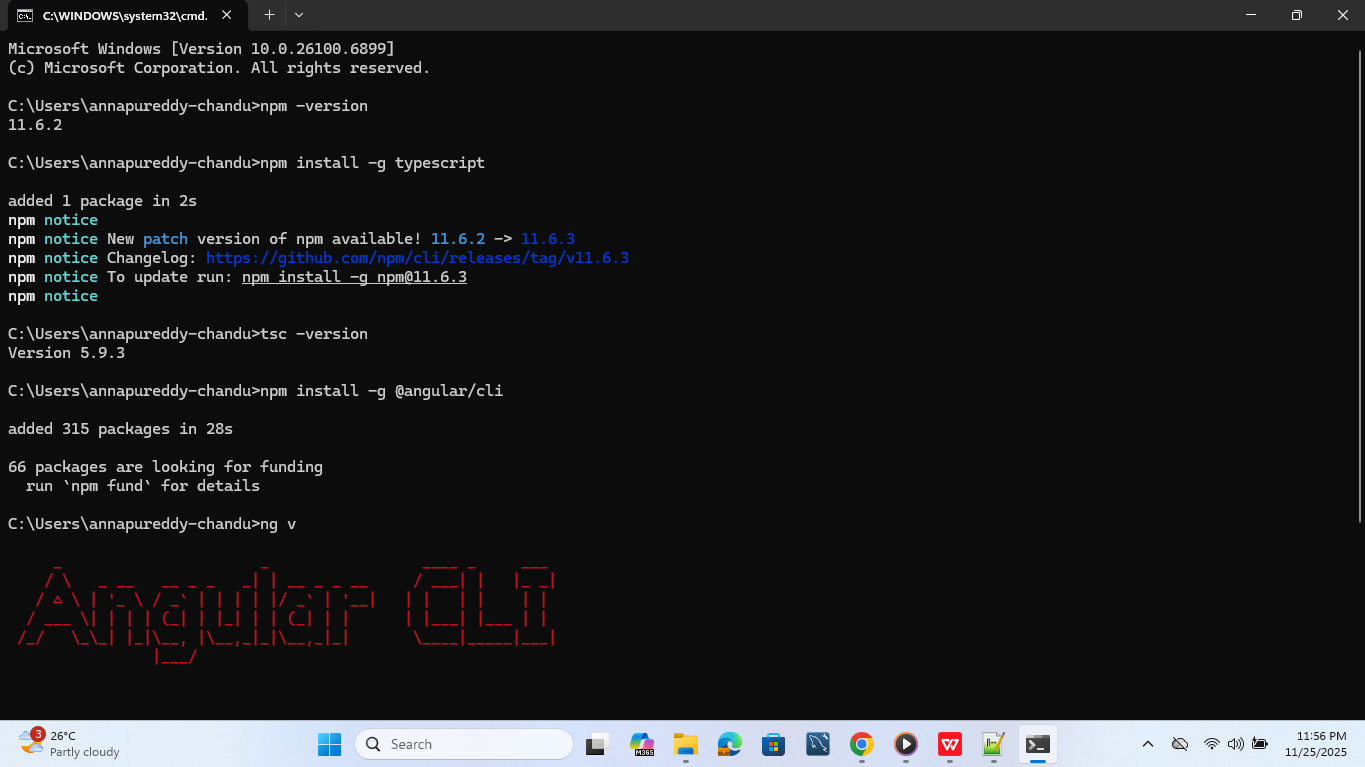 C:\WINDOWS\system32\cmd.
Microsoft Windows [Version 10.0.26100.6899]
(c) Microsoft Corporation. All rights reserved.
C:\Users\annapureddy-chandu>npm -version
11.6.2
C:\Users\annapureddy-chandu>npm install -g typescript
added 1 package in 2s
npm notice
npm notice New patch version of npm available! 11.6.2 -> 11.6.3
npm notice Changelog: https://github.com/npm/cli/releases/tag/v11.6.3
npm notice To update run: npm install -g npm@11.6.3
npm notice
C:\Users\annapureddy-chandu>tsc -version
Version 5.9.3
C:\Users\annapureddy-chandu>npm install -g @angular/cli
added 315 packages in 28s
66 packages are looking for funding
run `npm fund` for details
C:\Users\annapureddy-chandu>ng v
Angular CLI
3
26°C
Partly cloudy
Search
M365
11:56 PM
11/25/2025